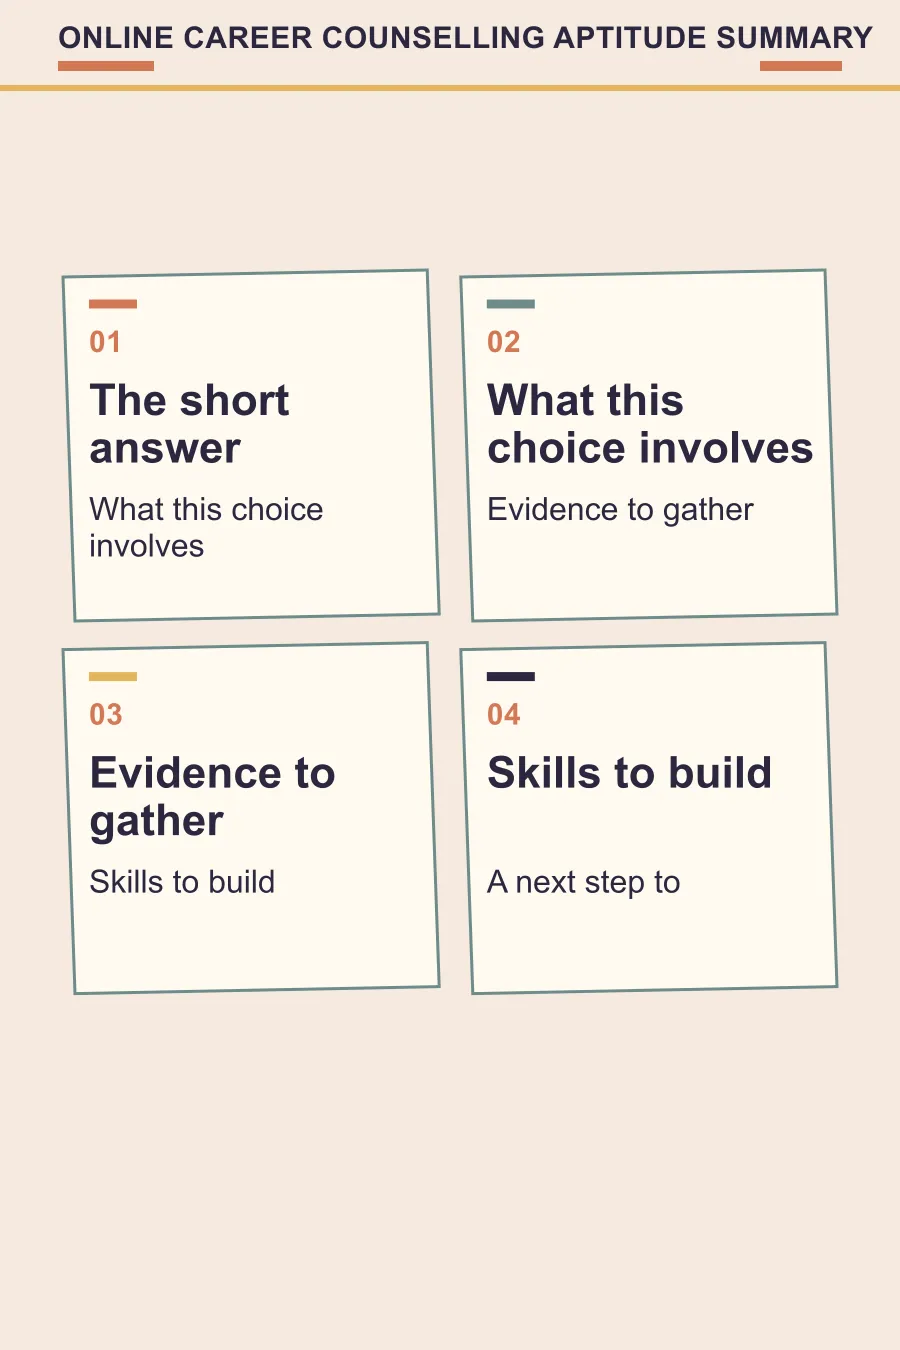 ONLINE CAREER COUNSELLING APTITUDE SUMMARY
01
The short
answer
What this choice
involves
02
What this
choice involves
Evidence to gather
03
Evidence to
gather
Skills to build
04
Skills to build
A next step to